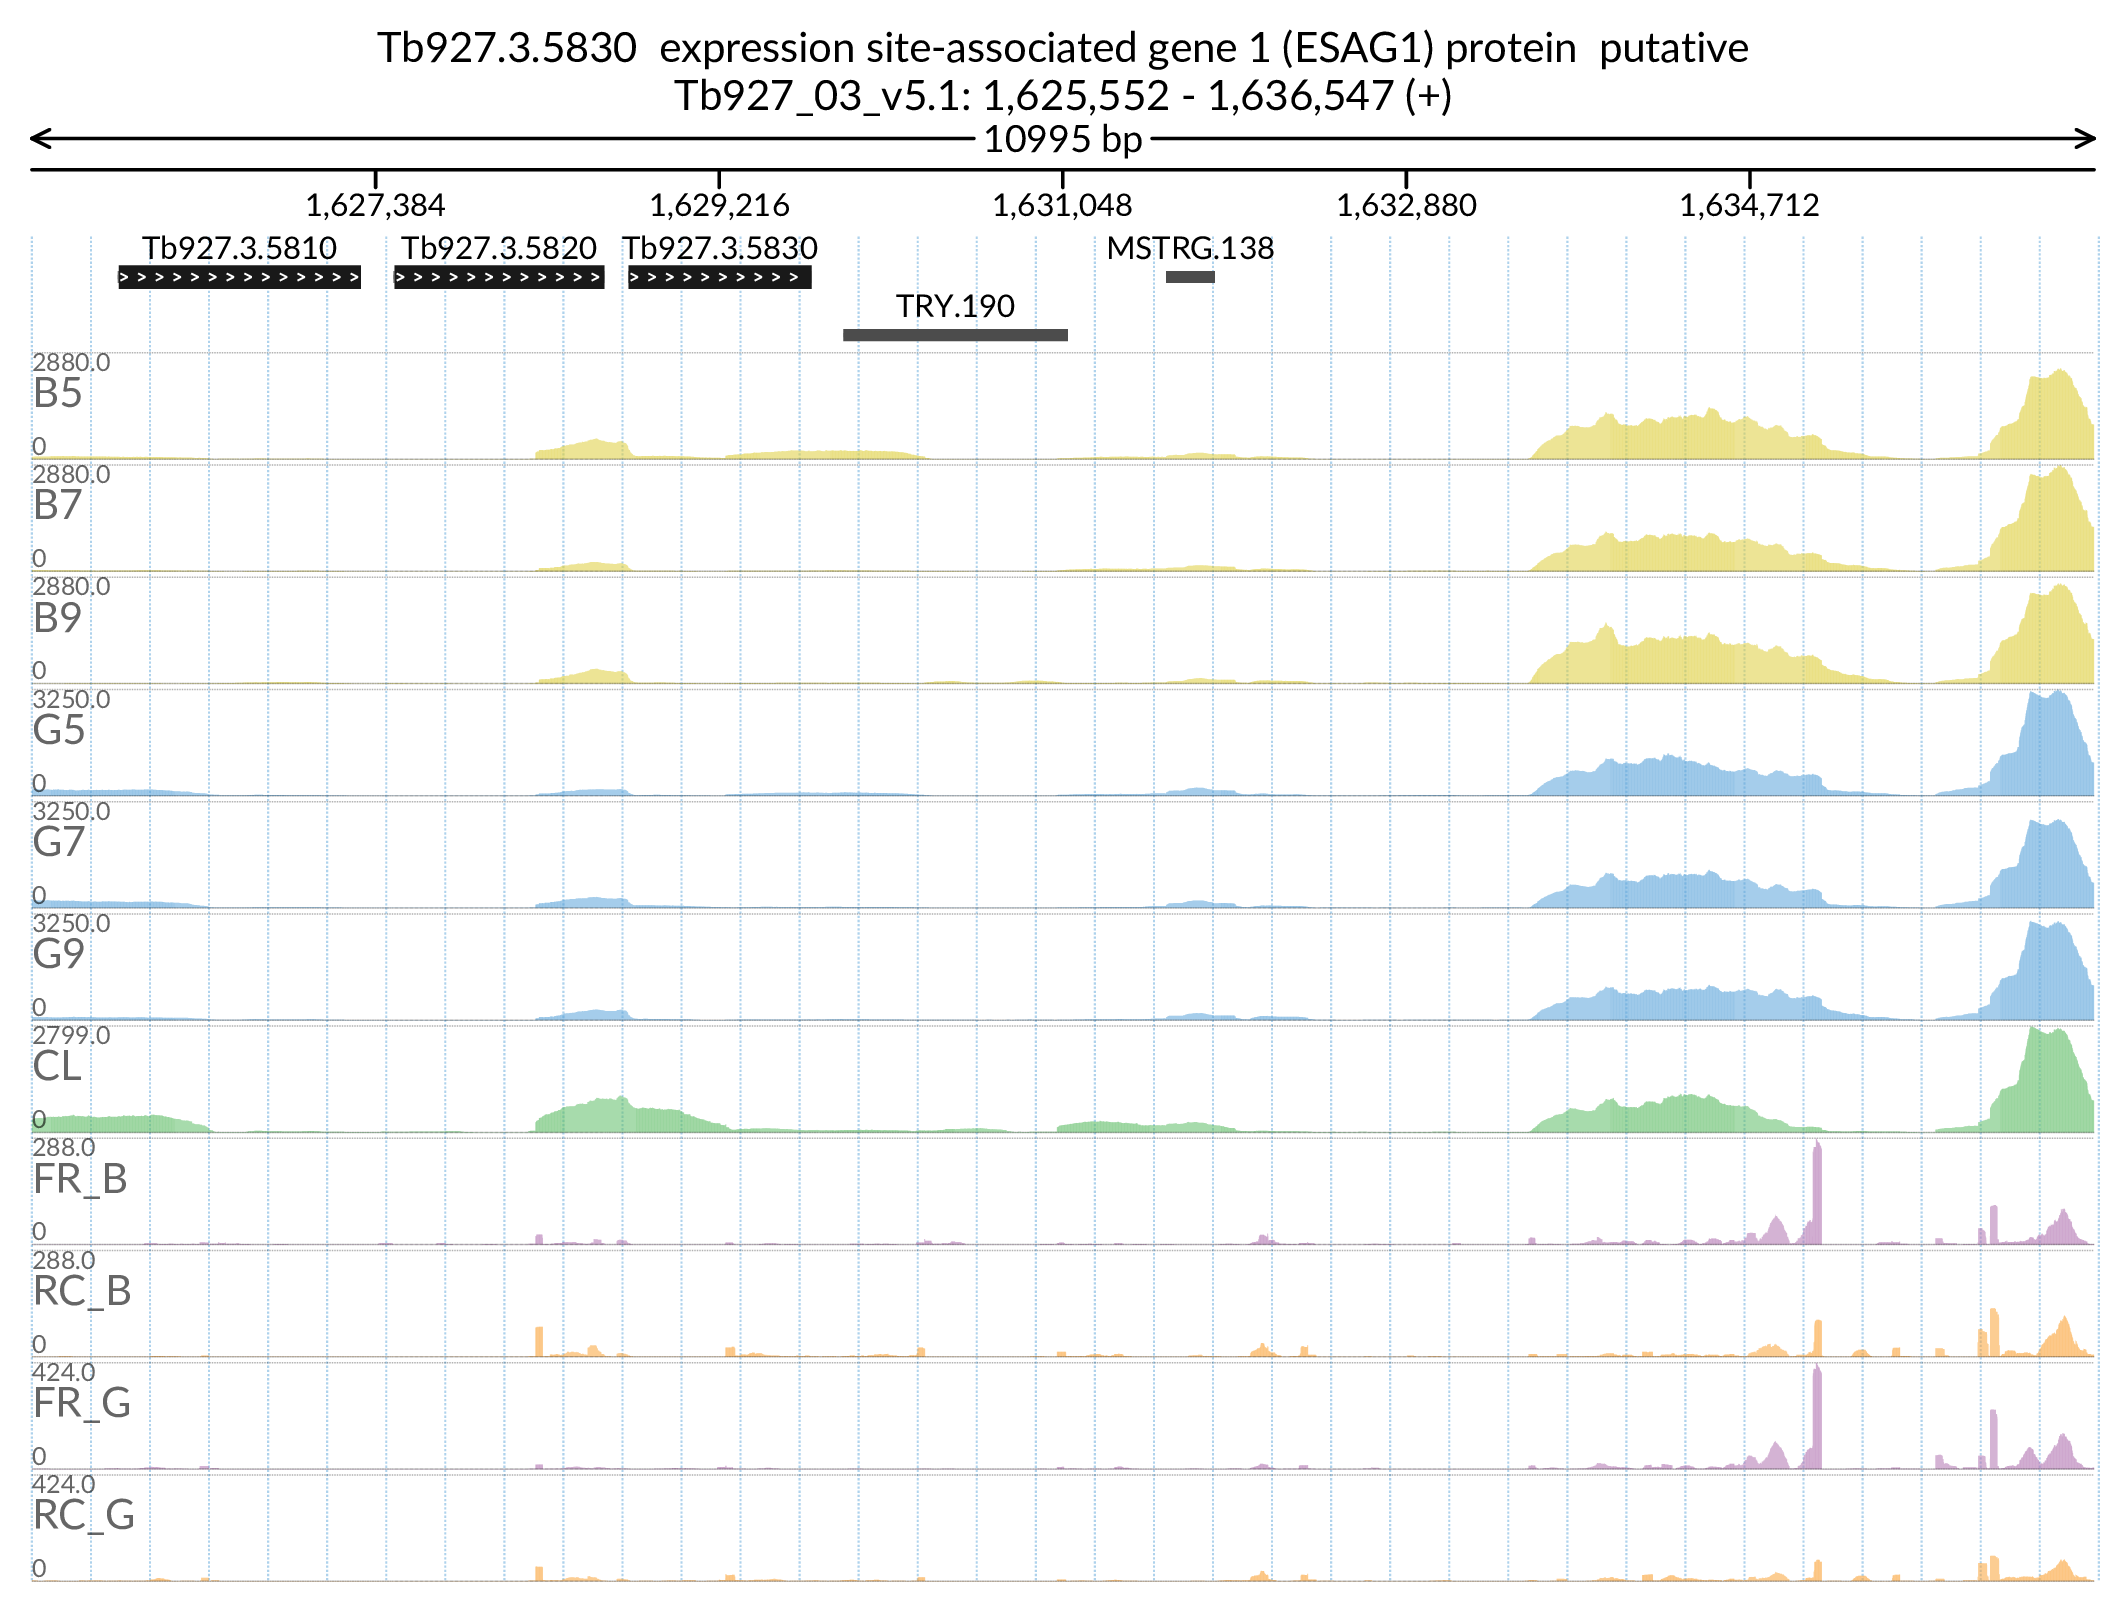 Tb927.3.5830 expression site-associated gene 1 (ESAG1) protein putative
Tb927_03_v5.1: 1,625,552 - 1,636,547 (+)
10995 bp
1,627,384 1,629,216 1,631,048 1,632,880 1,634,712
Tb927.3.5810 Tb927.3.5820 Tb927.3.5830 MSTRG.138
TRY.190
2880.0
B5
0
2880.0
B7
0
2880.0
B9
0
3250.0
G5
0
3250.0
G7
0
3250.0
G9
0
2799.0
CL
0
288.0
FR_B
0
288.0
RC_B
0
424.0
FR_G
0
424.0
RC_G
0